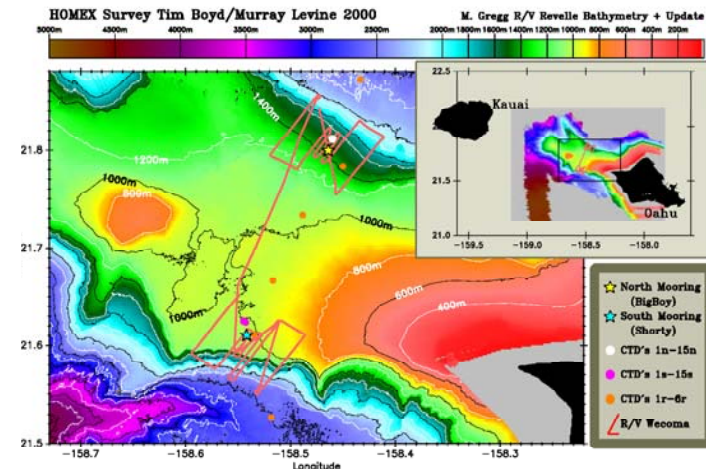 HOMEX Survey Tim Boyd/Murray Levine 2000
M. Gregg R/V Revelle Bathymetry + Update
5000m 4000m 3000m 2500m 2000m 1800m 1600m 1400m 1200m 1000m 800m 600m 400m 200m
22.5
Kauai
22.0
21.5
Oahu
21.0
-159.5 -159.0 -158.5 -158.0
21.8
21.7
21.6
21.5
1400m
1200m
1000m
800m
1000m
1000m
800m
600m
400m
North Mooring
(BigBoy)
South Mooring
(Shorty)
CTD's 1n-15n
CTD's 1s-15s
CTD's 1r-6r
R/V Wecoma
-158.7 -158.6 -158.5 -158.4 -158.3
Longitude